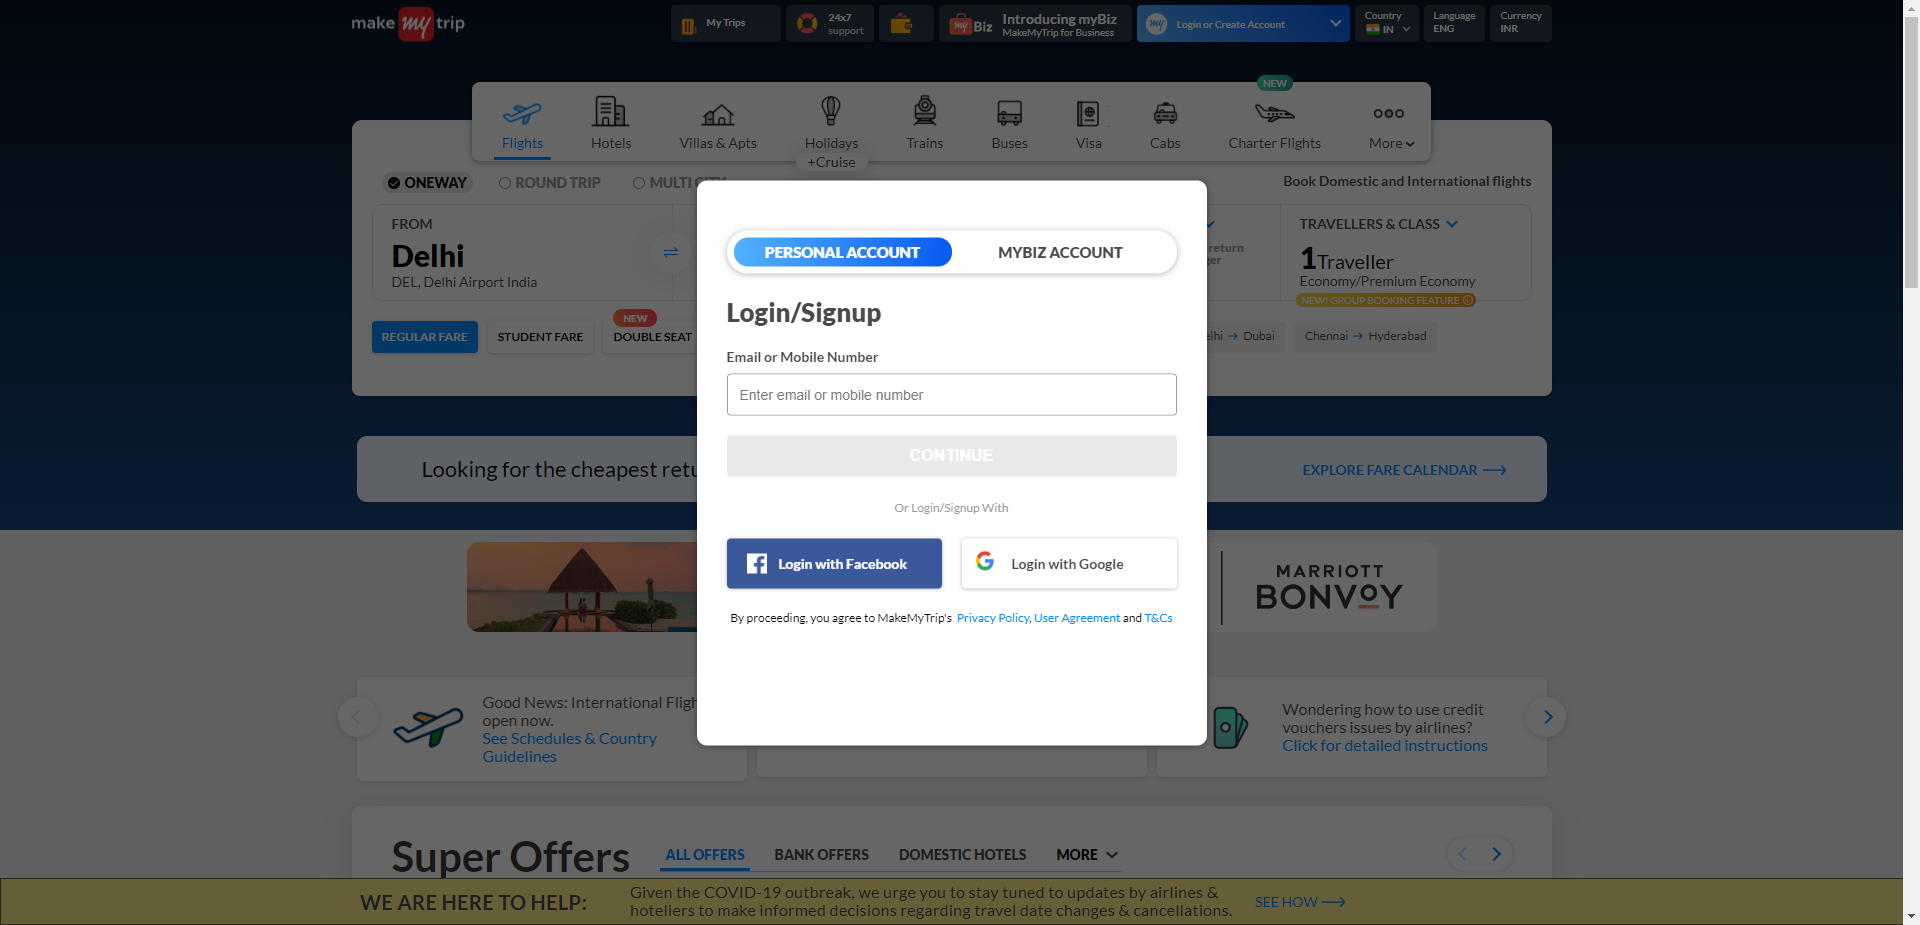 make my trip
My Trips
24x7
support
my Biz
Introducing myBiz
MakeMyTrip for Business
my
Login or Create Account
Country
IN
Language
ENG
Currency
INR
NEW
Flights
Hotels
Villas & Apts
Holidays
+Cruise
Trains
Buses
Visa
Cabs
Charter Flights
More
ONEWAY
ROUND TRIP
MULTI CITY
Book Domestic and International flights
FROM
Delhi
DEL, Delhi Airport India
return
TRAVELLERS & CLASS
1 Traveller
Economy/Premium Economy
NEW! GROUP BOOKING FEATURE
REGULAR FARE
STUDENT FARE
NEW
DOUBLE SEAT
lhi → Dubai
Chennai → Hyderabad
PERSONAL ACCOUNT
MYBIZ ACCOUNT
Login/Signup
Email or Mobile Number
Enter email or mobile number
CONTINUE
Or Login/Signup With
Login with Facebook
Login with Google
By proceeding, you agree to MakeMyTrip's Privacy Policy, User Agreement and T&Cs
Looking for the cheapest retu
EXPLORE FARE CALENDAR
MARRIOTT
BONVOY
Good News: International Fligh
open now.
See Schedules & Country
Guidelines
Wondering how to use credit
vouchers issues by airlines?
Click for detailed instructions
Super Offers
ALL OFFERS
BANK OFFERS
DOMESTIC HOTELS
MORE
WE ARE HERE TO HELP:
Given the COVID-19 outbreak, we urge you to stay tuned to updates by airlines &
hoteliers to make informed decisions regarding travel date changes & cancellations.
SEE HOW